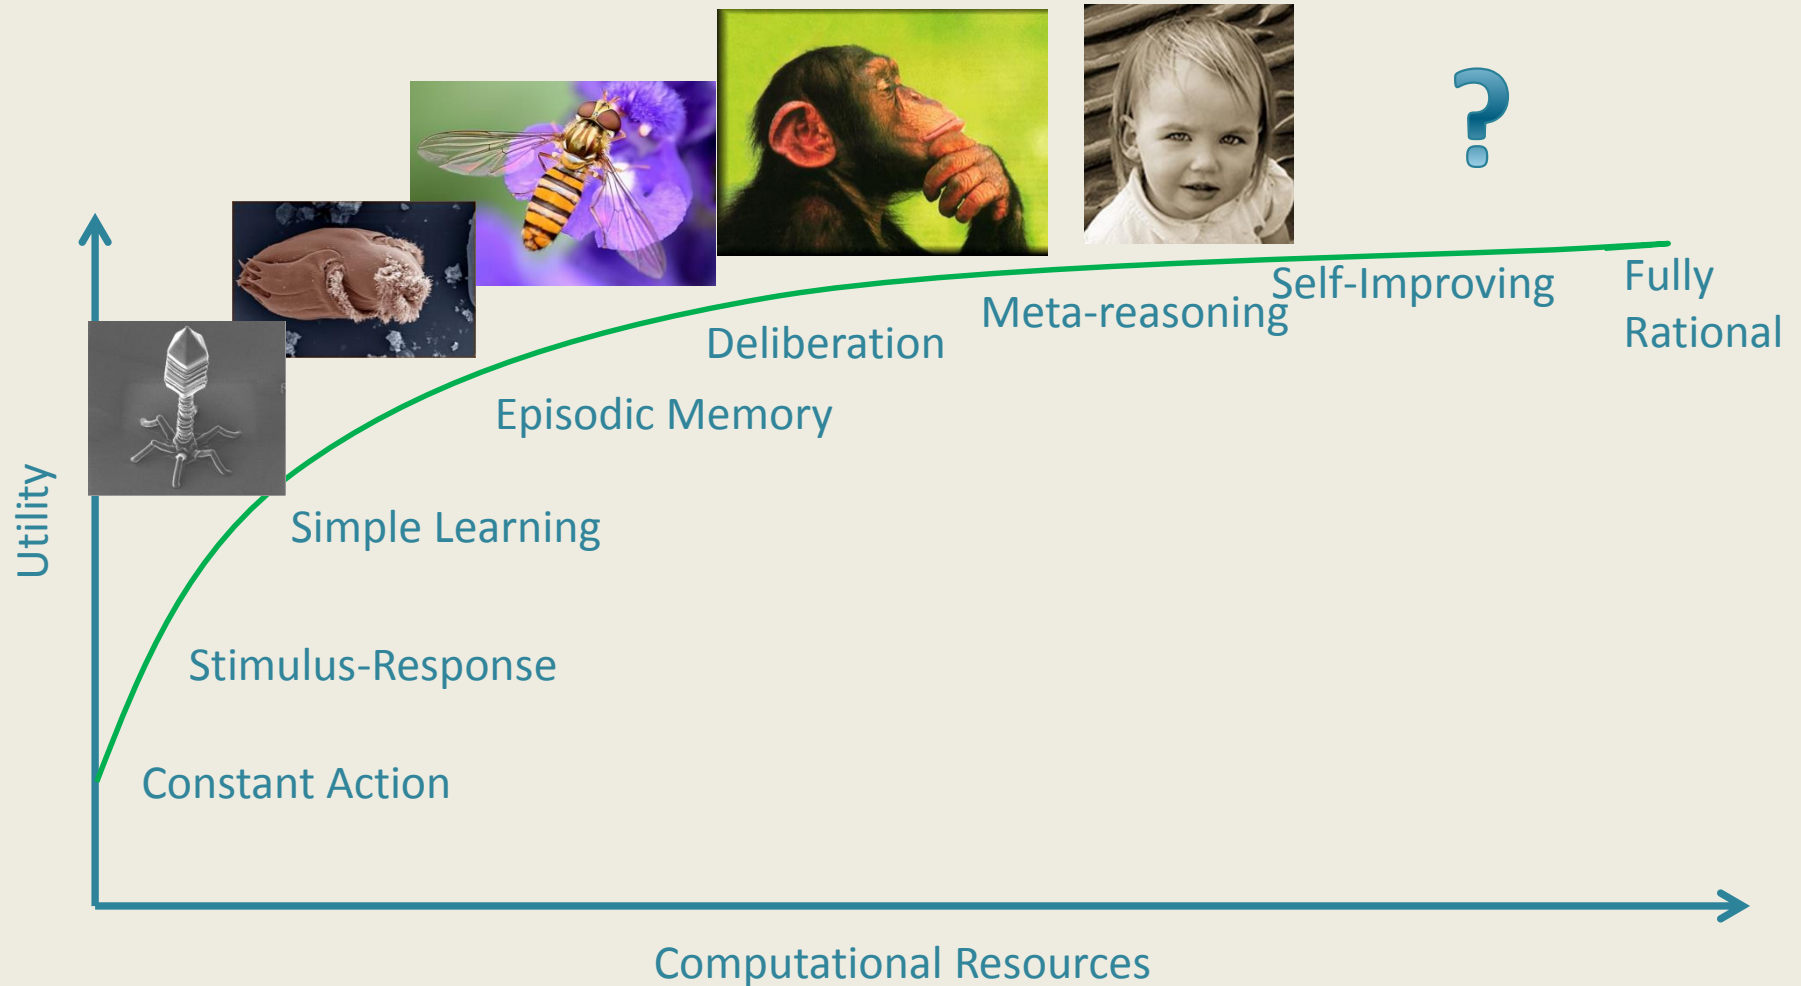 ?
Self-Improving
Fully
Rational
Meta-reasoning
Deliberation
Episodic Memory
Utility
Simple Learning
Stimulus-Response
Constant Action
Computational Resources